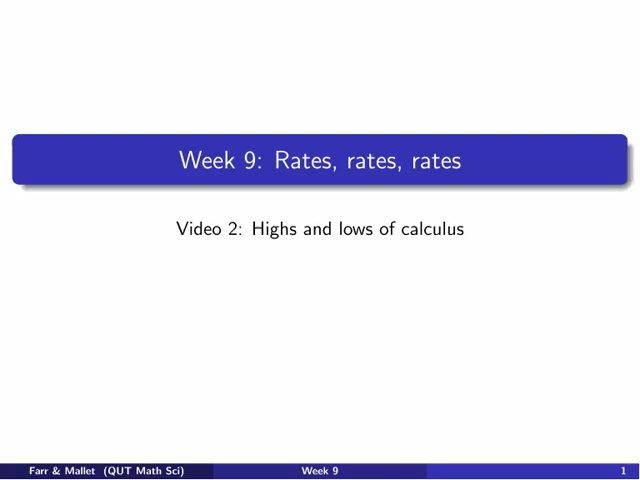 Week 9: Rates, rates, rates
Video 2: Highs and lows of calculus
Farr & Mallet (QUT Math Sci) Week 9 1